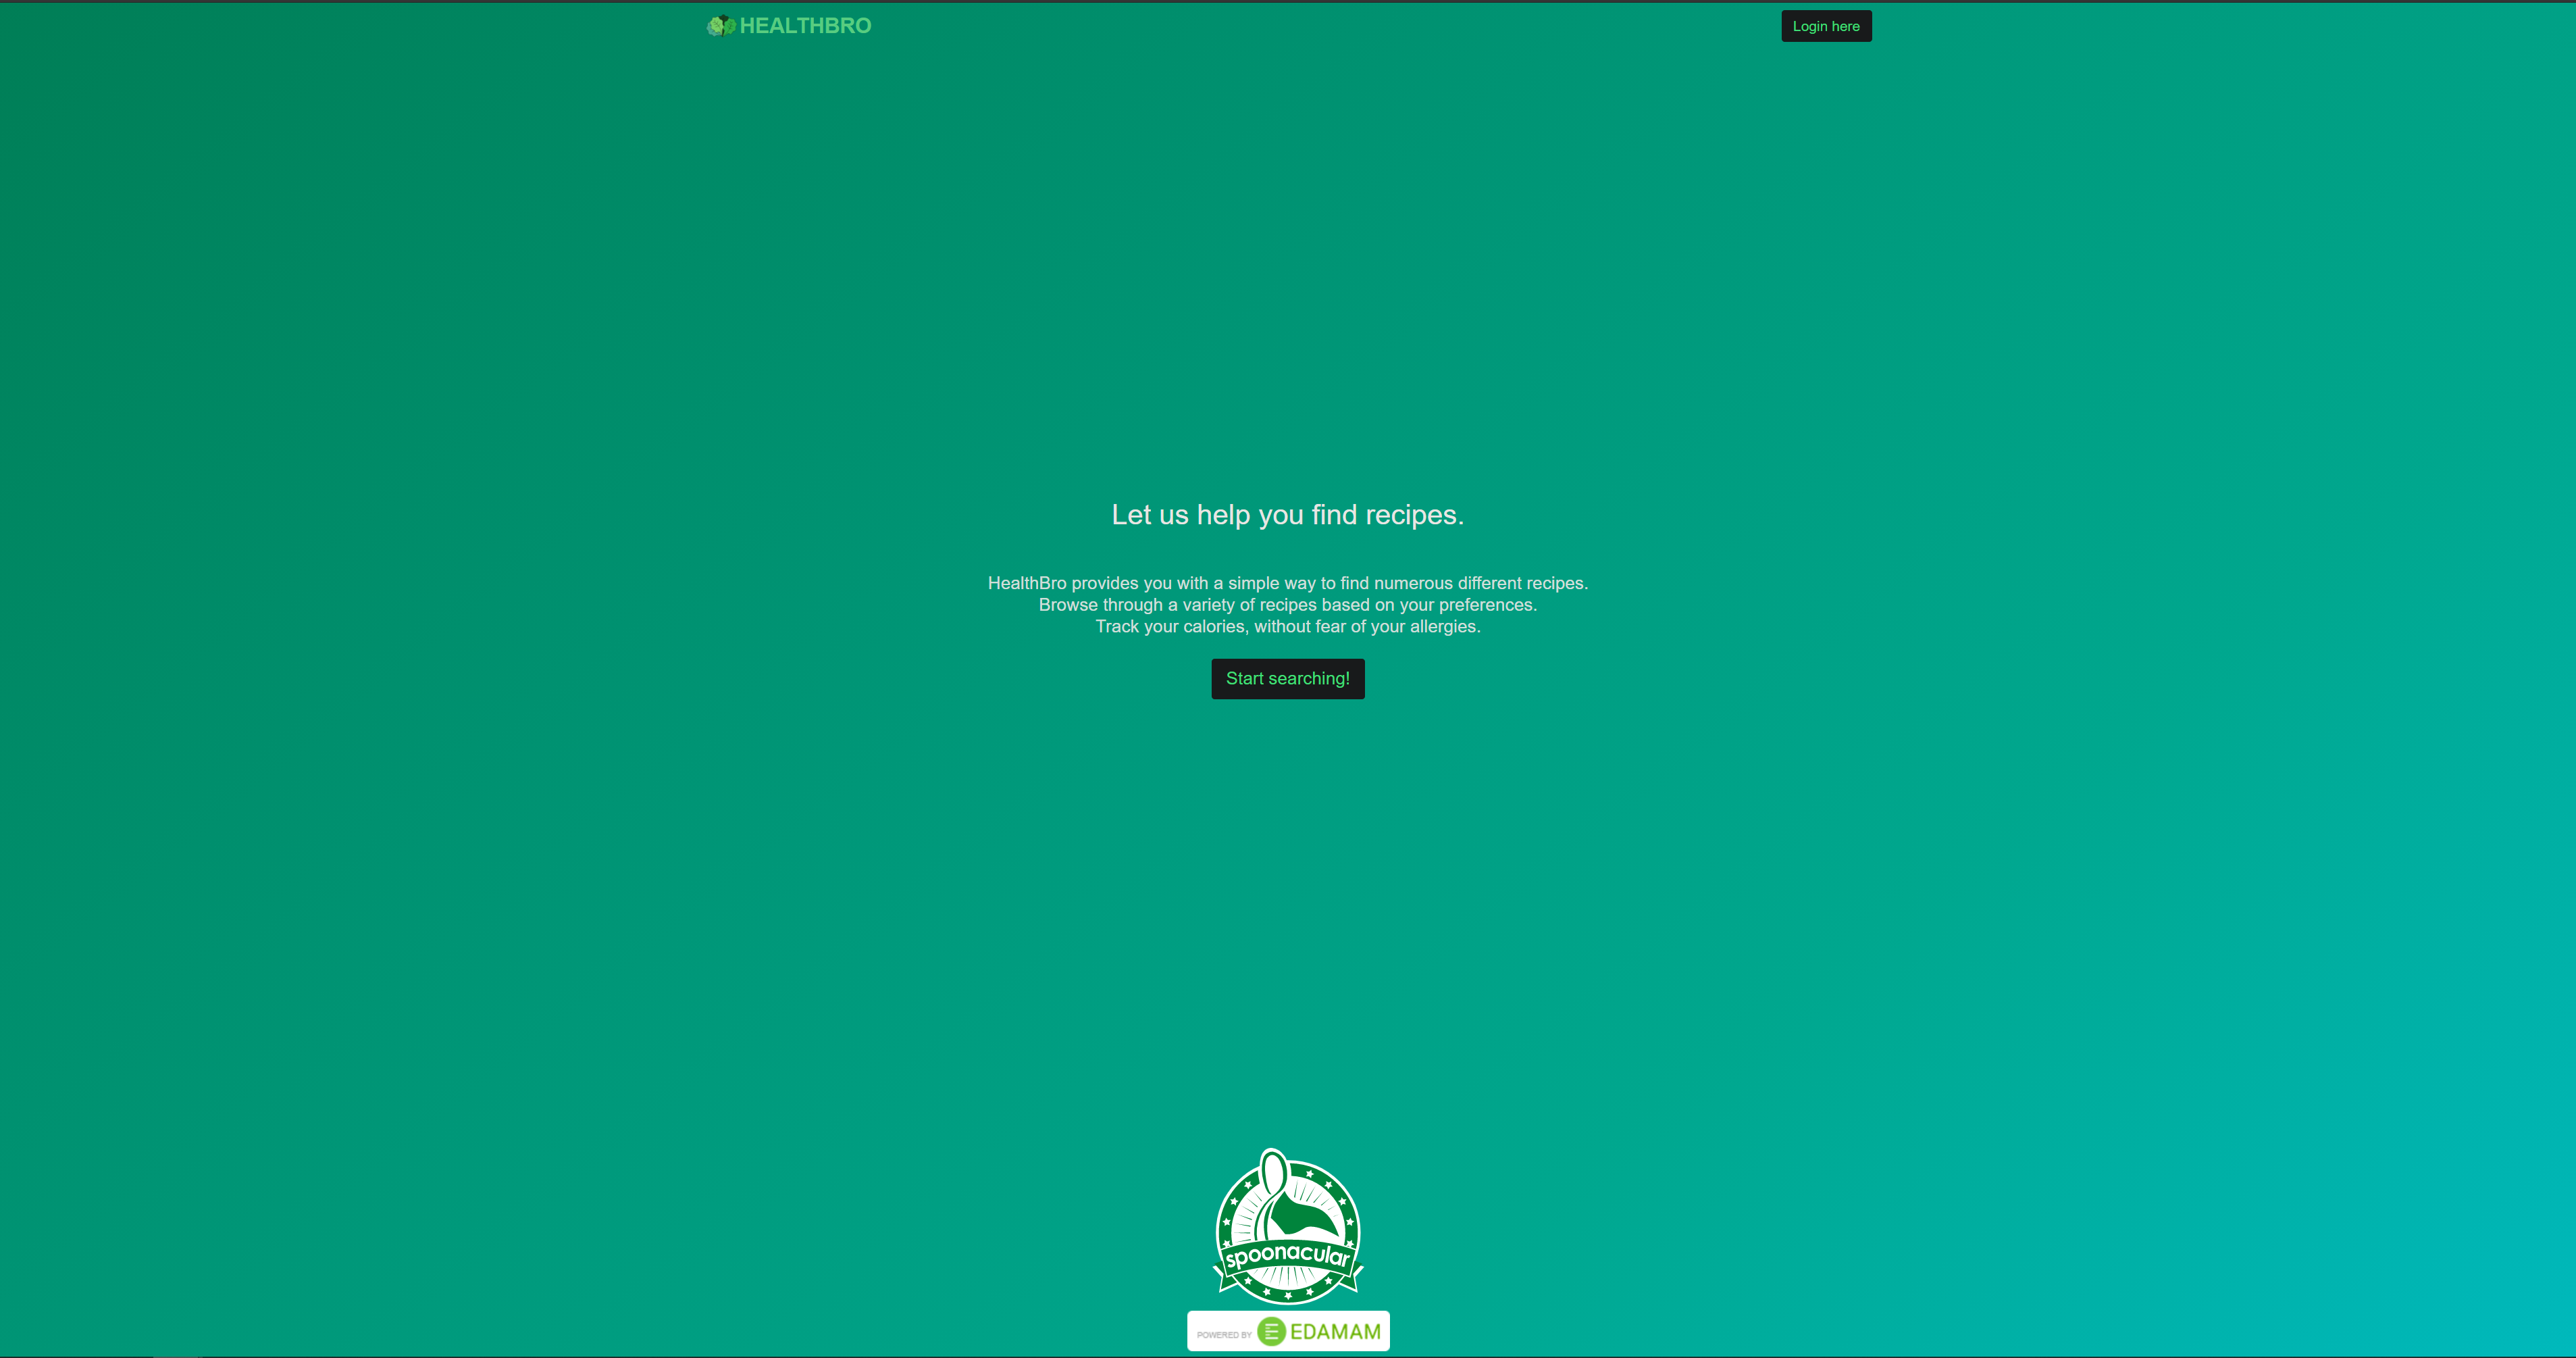 HEALTHBRO
Login here
Let us help you find recipes.
HealthBro provides you with a simple way to find numerous different recipes.
Browse through a variety of recipes based on your preferences.
Track your calories, without fear of your allergies.
Start searching!
spoonacular
POWERED BY EDAMAM